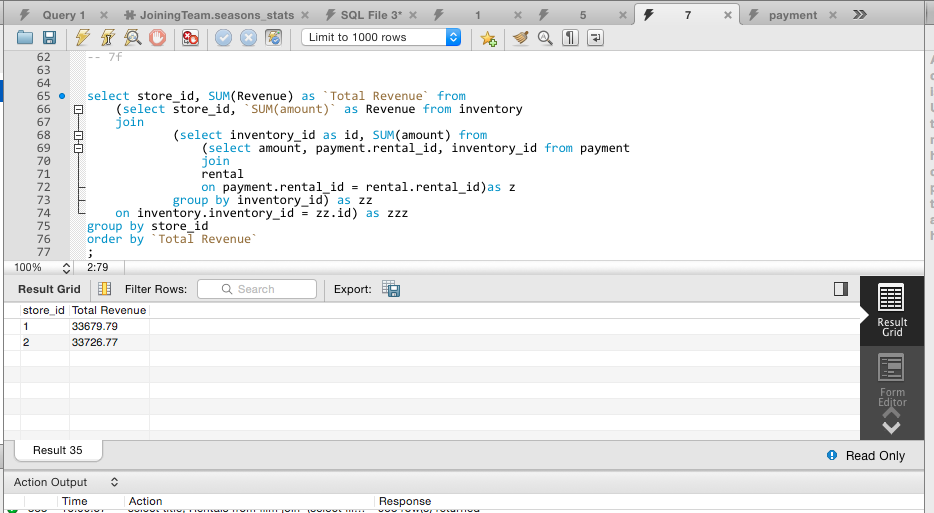 Query 1 JoiningTeam.seasons_stats SQL File 3* 1 5 7 payment
Limit to 1000 rows
62 -- 7f
63
64
65 select store_id, SUM(Revenue) as `Total Revenue` from
66 (select store_id, `SUM(amount)` as Revenue from inventory
67 join
68 (select inventory_id as id, SUM(amount) from
69 (select amount, payment.rental_id, inventory_id from payment
70 join
71 rental
72 on payment.rental_id = rental.rental_id)as z
73 group by inventory_id) as zz
74 on inventory.inventory_id = zz.id) as zzz
75 group by store_id
76 order by `Total Revenue`
77 ;
100% 2:79
Result Grid Filter Rows: Search Export:
store_id Total Revenue
1 33679.79
2 33726.77
Result
Grid
Form
Editor
Result 35
Read Only
Action Output
Time Action Response